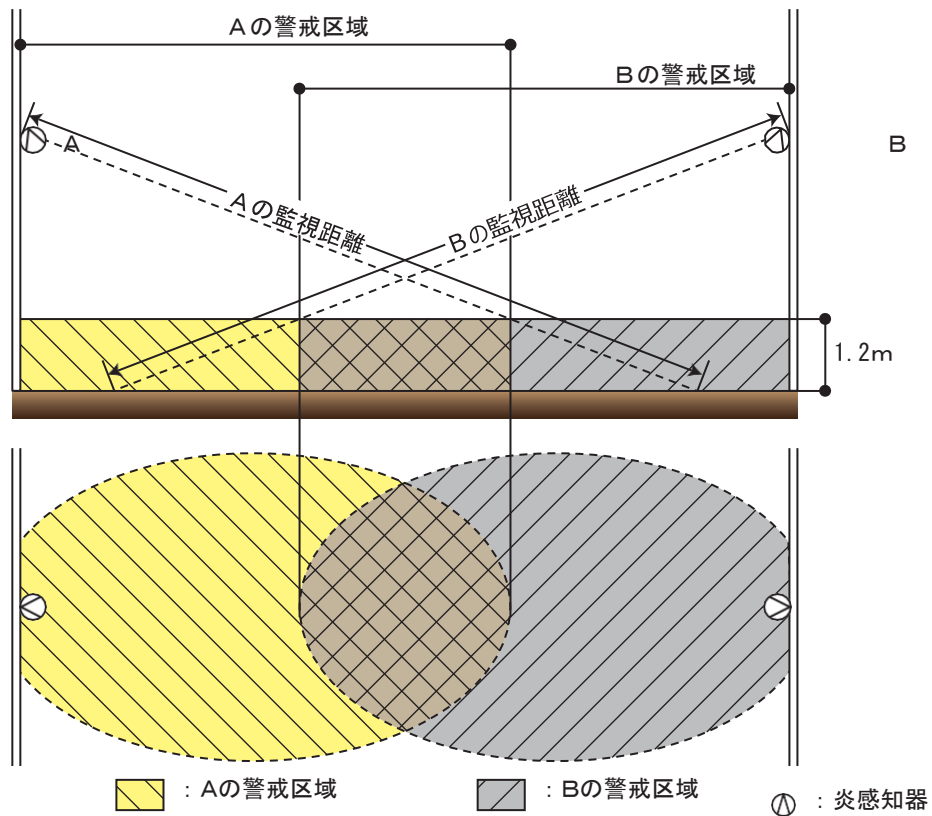 Aの警戒区域
Bの警戒区域
A
B
Aの監視距離
Bの監視距離
1.2m
：Aの警戒区域
：Bの警戒区域
：炎感知器